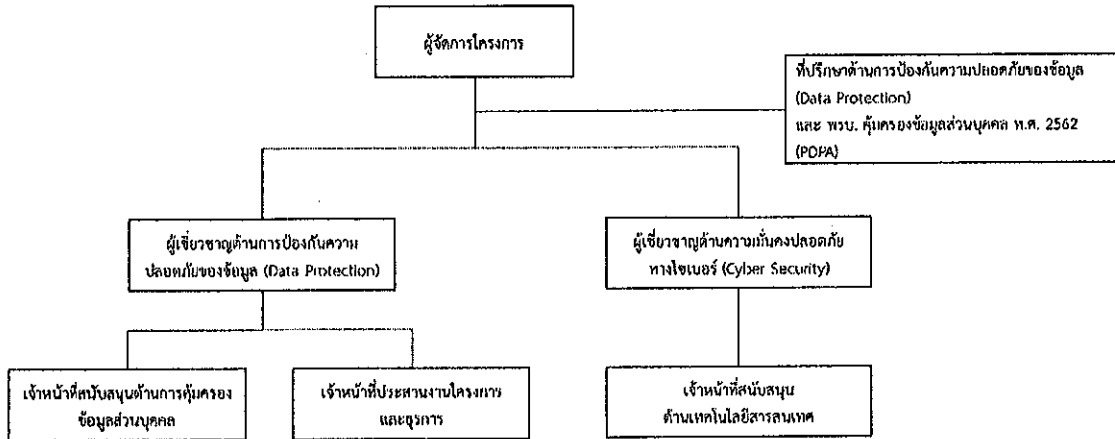 ผู้จัดการโครงการ
ที่ปรึกษาด้านการป้องกันความปลอดภัยของข้อมูล
(Data Protection)
และ พรบ. คุ้มครองข้อมูลส่วนบุคคล พ.ศ. 2562
(PDPA)
ผู้เชี่ยวชาญด้านการป้องกันความ
ปลอดภัยของข้อมูล (Data Protection)
ผู้เชี่ยวชาญด้านความมั่นคงปลอดภัย
ทางไซเบอร์ (Cyber Security)
เจ้าหน้าที่สนับสนุนด้านการคุ้มครอง
ข้อมูลส่วนบุคคล
เจ้าหน้าที่ประสานงานโครงการ
และธุรการ
เจ้าหน้าที่สนับสนุน
ด้านเทคโนโลยีสารสนเทศ